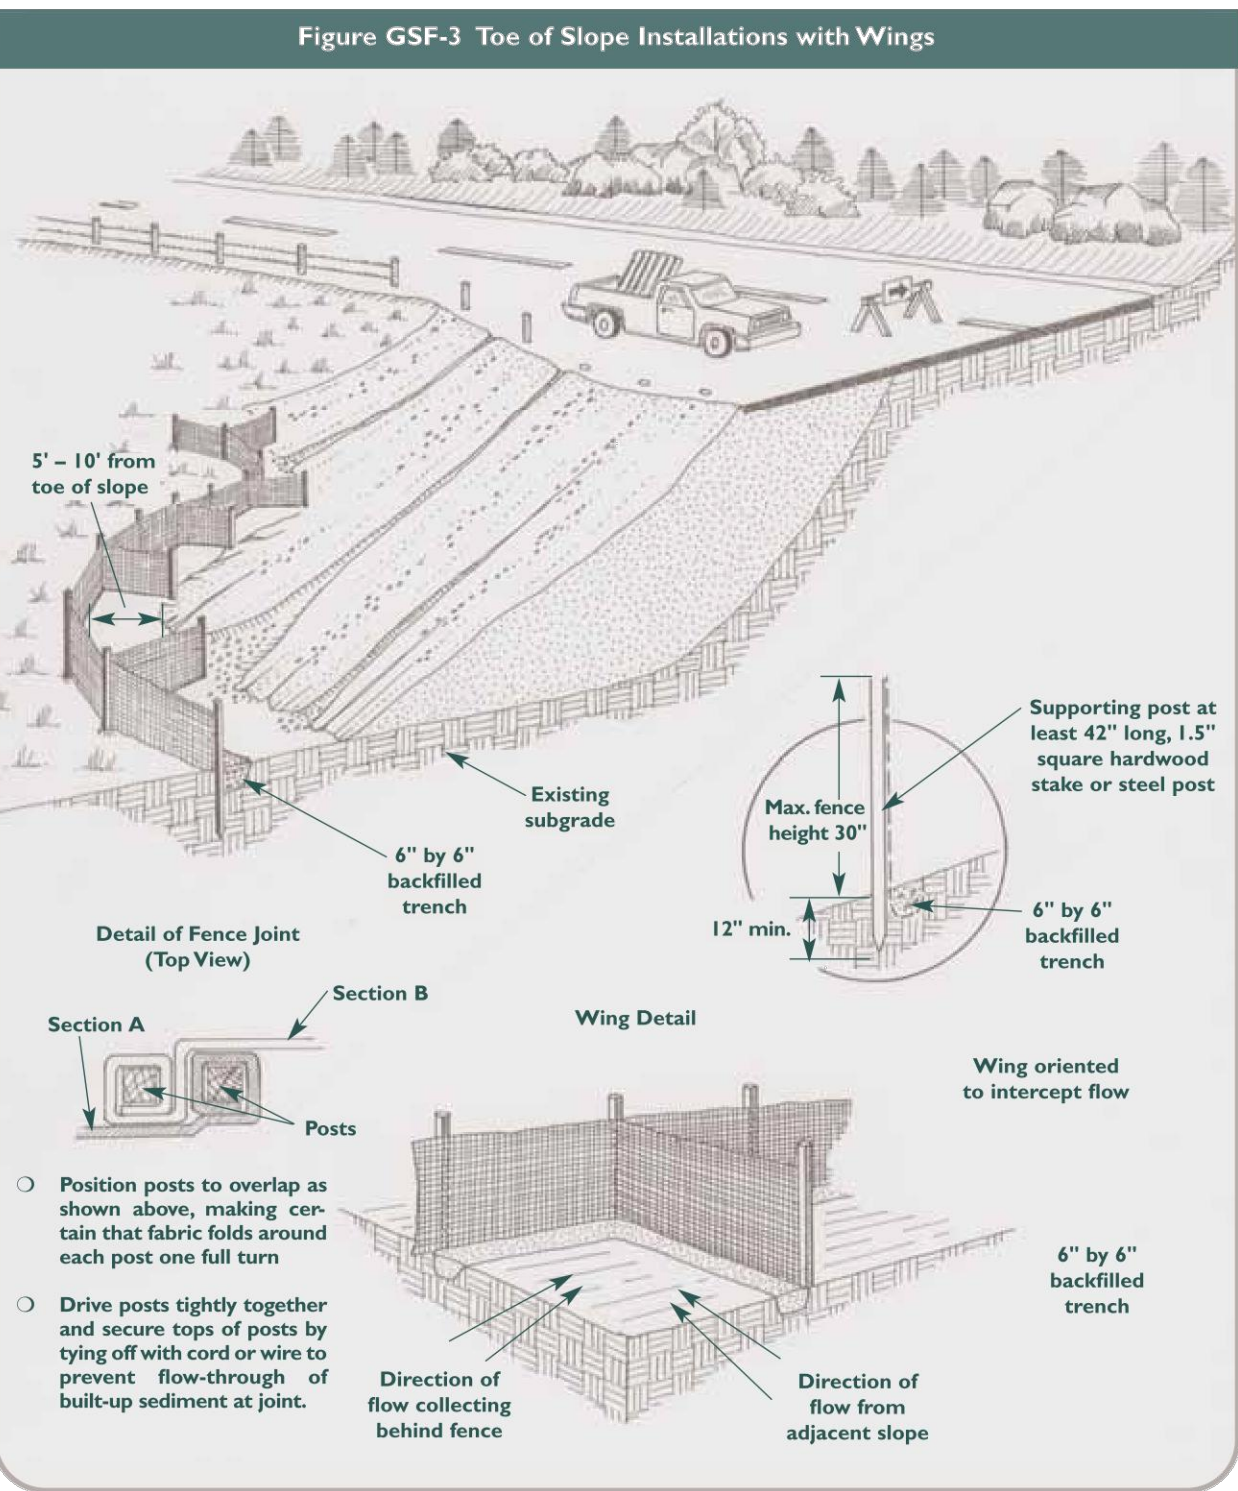 Figure GSF-3 Toe of Slope Installations with Wings
5' – 10' from
toe of slope
Supporting post at
least 42" long, 1.5"
square hardwood
stake or steel post
Max. fence
height 30"
Existing
subgrade
6" by 6"
backfilled
trench
12" min.
6" by 6"
backfilled
trench
Detail of Fence Joint
(Top View)
Section B
Section A
Posts
Wing Detail
Wing oriented
to intercept flow
❍ Position posts to overlap as
shown above, making cer-
tain that fabric folds around
each post one full turn
❍ Drive posts tightly together
and secure tops of posts by
tying off with cord or wire to
prevent flow-through of
built-up sediment at joint.
6" by 6"
backfilled
trench
Direction of
flow collecting
behind fence
Direction of
flow from
adjacent slope